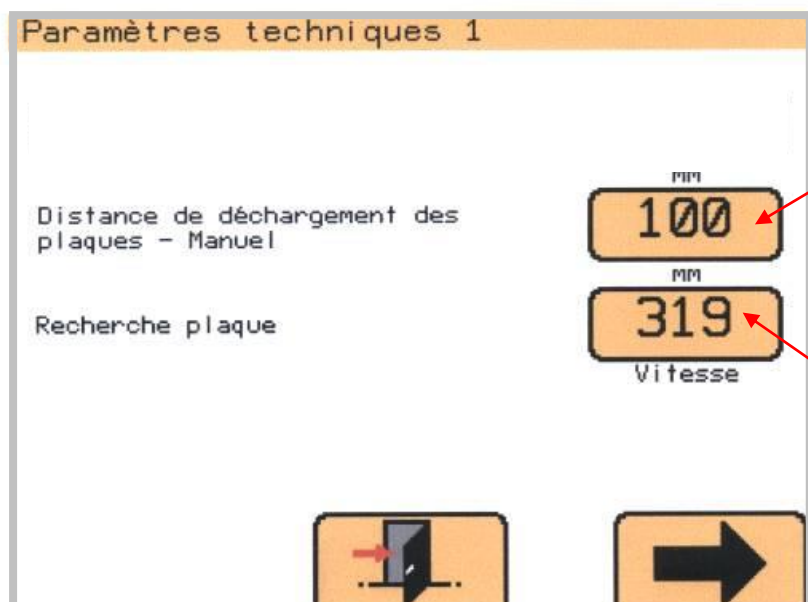 Paramètres techniques 1
MM
Distance de déchargement des
plaques - Manuel
100
MM
Recherche plaque
319
Vitesse